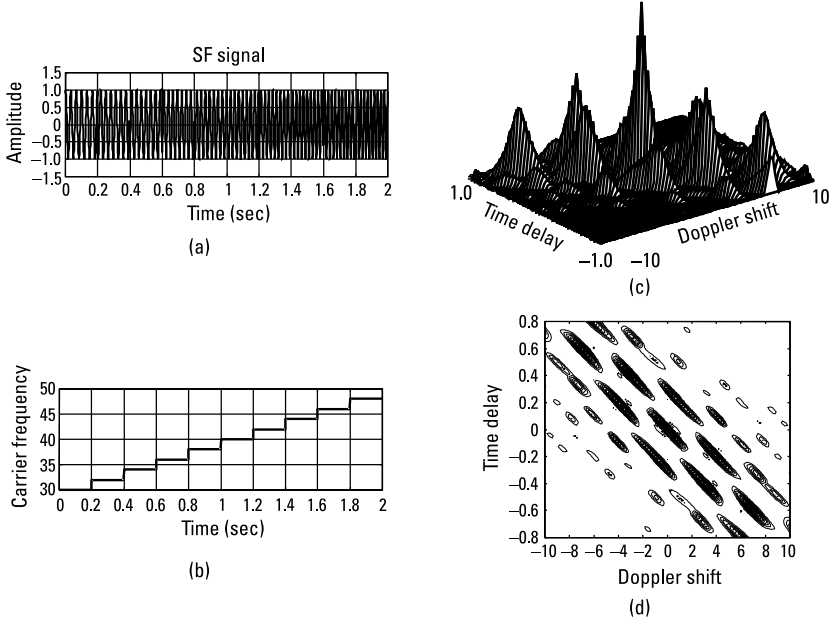 SF signal
Amplitude
1.5
1.0
0.5
0
−0.5
−1.0
−1.5
0 0.2 0.4 0.6 0.8 1 1.2 1.4 1.6 1.8 2
Time (sec)
(a)
1.0
Time delay
−1.0
−10
Doppler shift
10
(c)
Carrier frequency
50
45
40
35
30
0 0.2 0.4 0.6 0.8 1 1.2 1.4 1.6 1.8 2
Time (sec)
(b)
Time delay
0.8
0.6
0.4
0.2
0
−0.2
−0.4
−0.6
−0.8
−10 −8 −6 −4 −2 0 2 4 6 8 10
Doppler shift
(d)